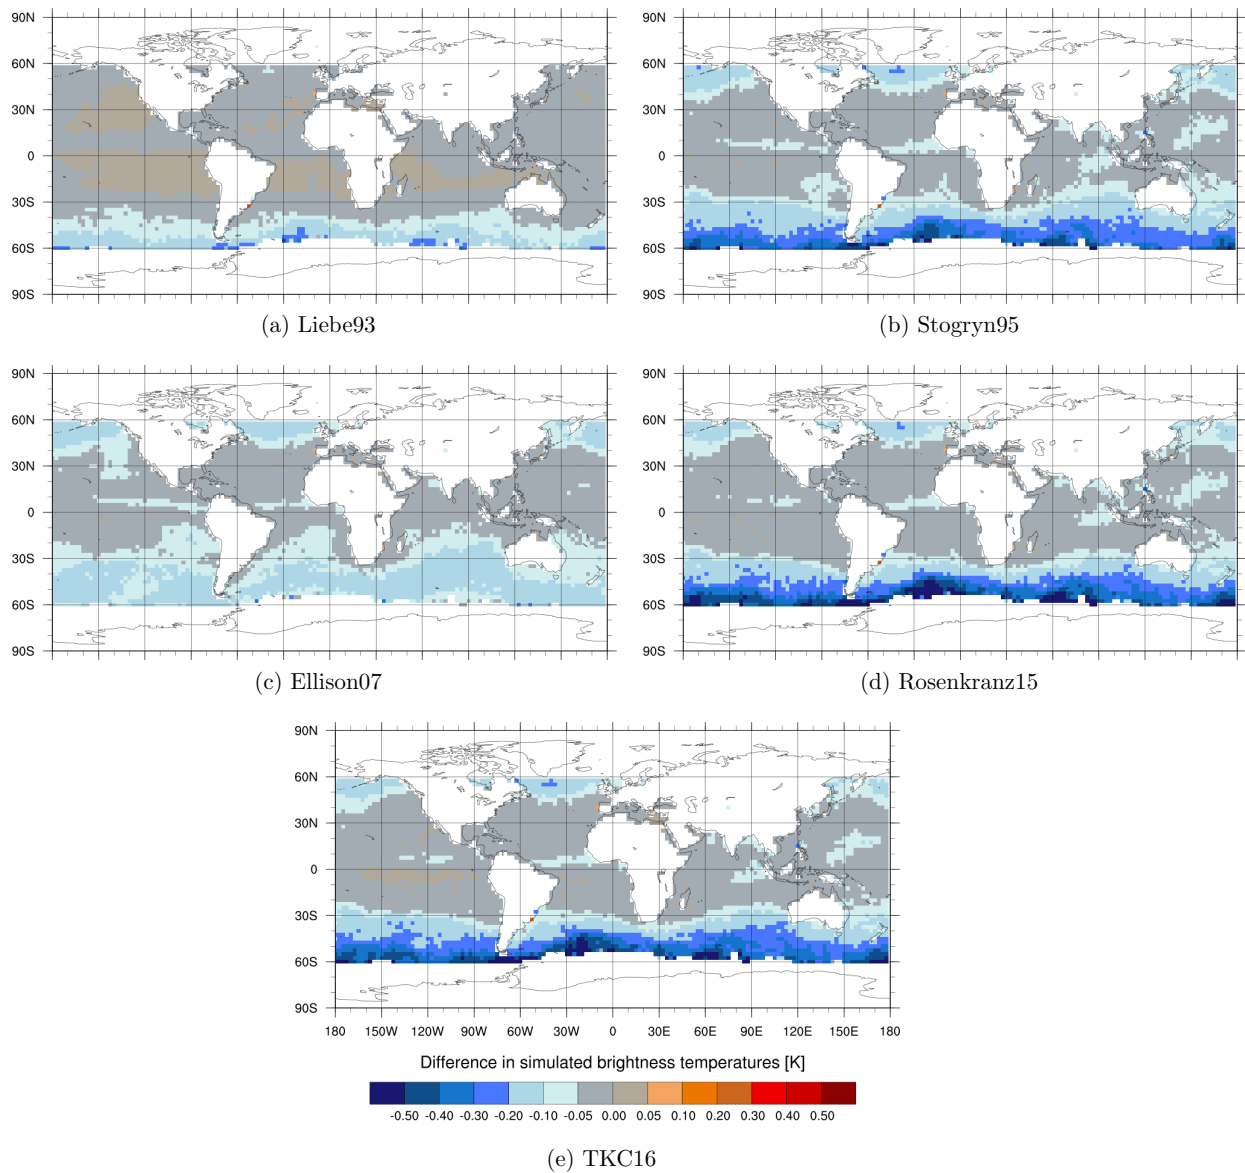 90N
60N
30N
0
30S
60S
90S
(a) Liebe93
90N
60N
30N
0
30S
60S
90S
(b) Stogryn95
90N
60N
30N
0
30S
60S
90S
(c) Ellison07
90N
60N
30N
0
30S
60S
90S
(d) Rosenkranz15
90N
60N
30N
0
30S
60S
90S
180 150W 120W 90W 60W 30W 0 30E 60E 90E 120E 150E 180
Difference in simulated brightness temperatures [K]
-0.50 -0.40 -0.30 -0.20 -0.10 -0.05 0.00 0.05 0.10 0.20 0.30 0.40 0.50
(e) TKC16